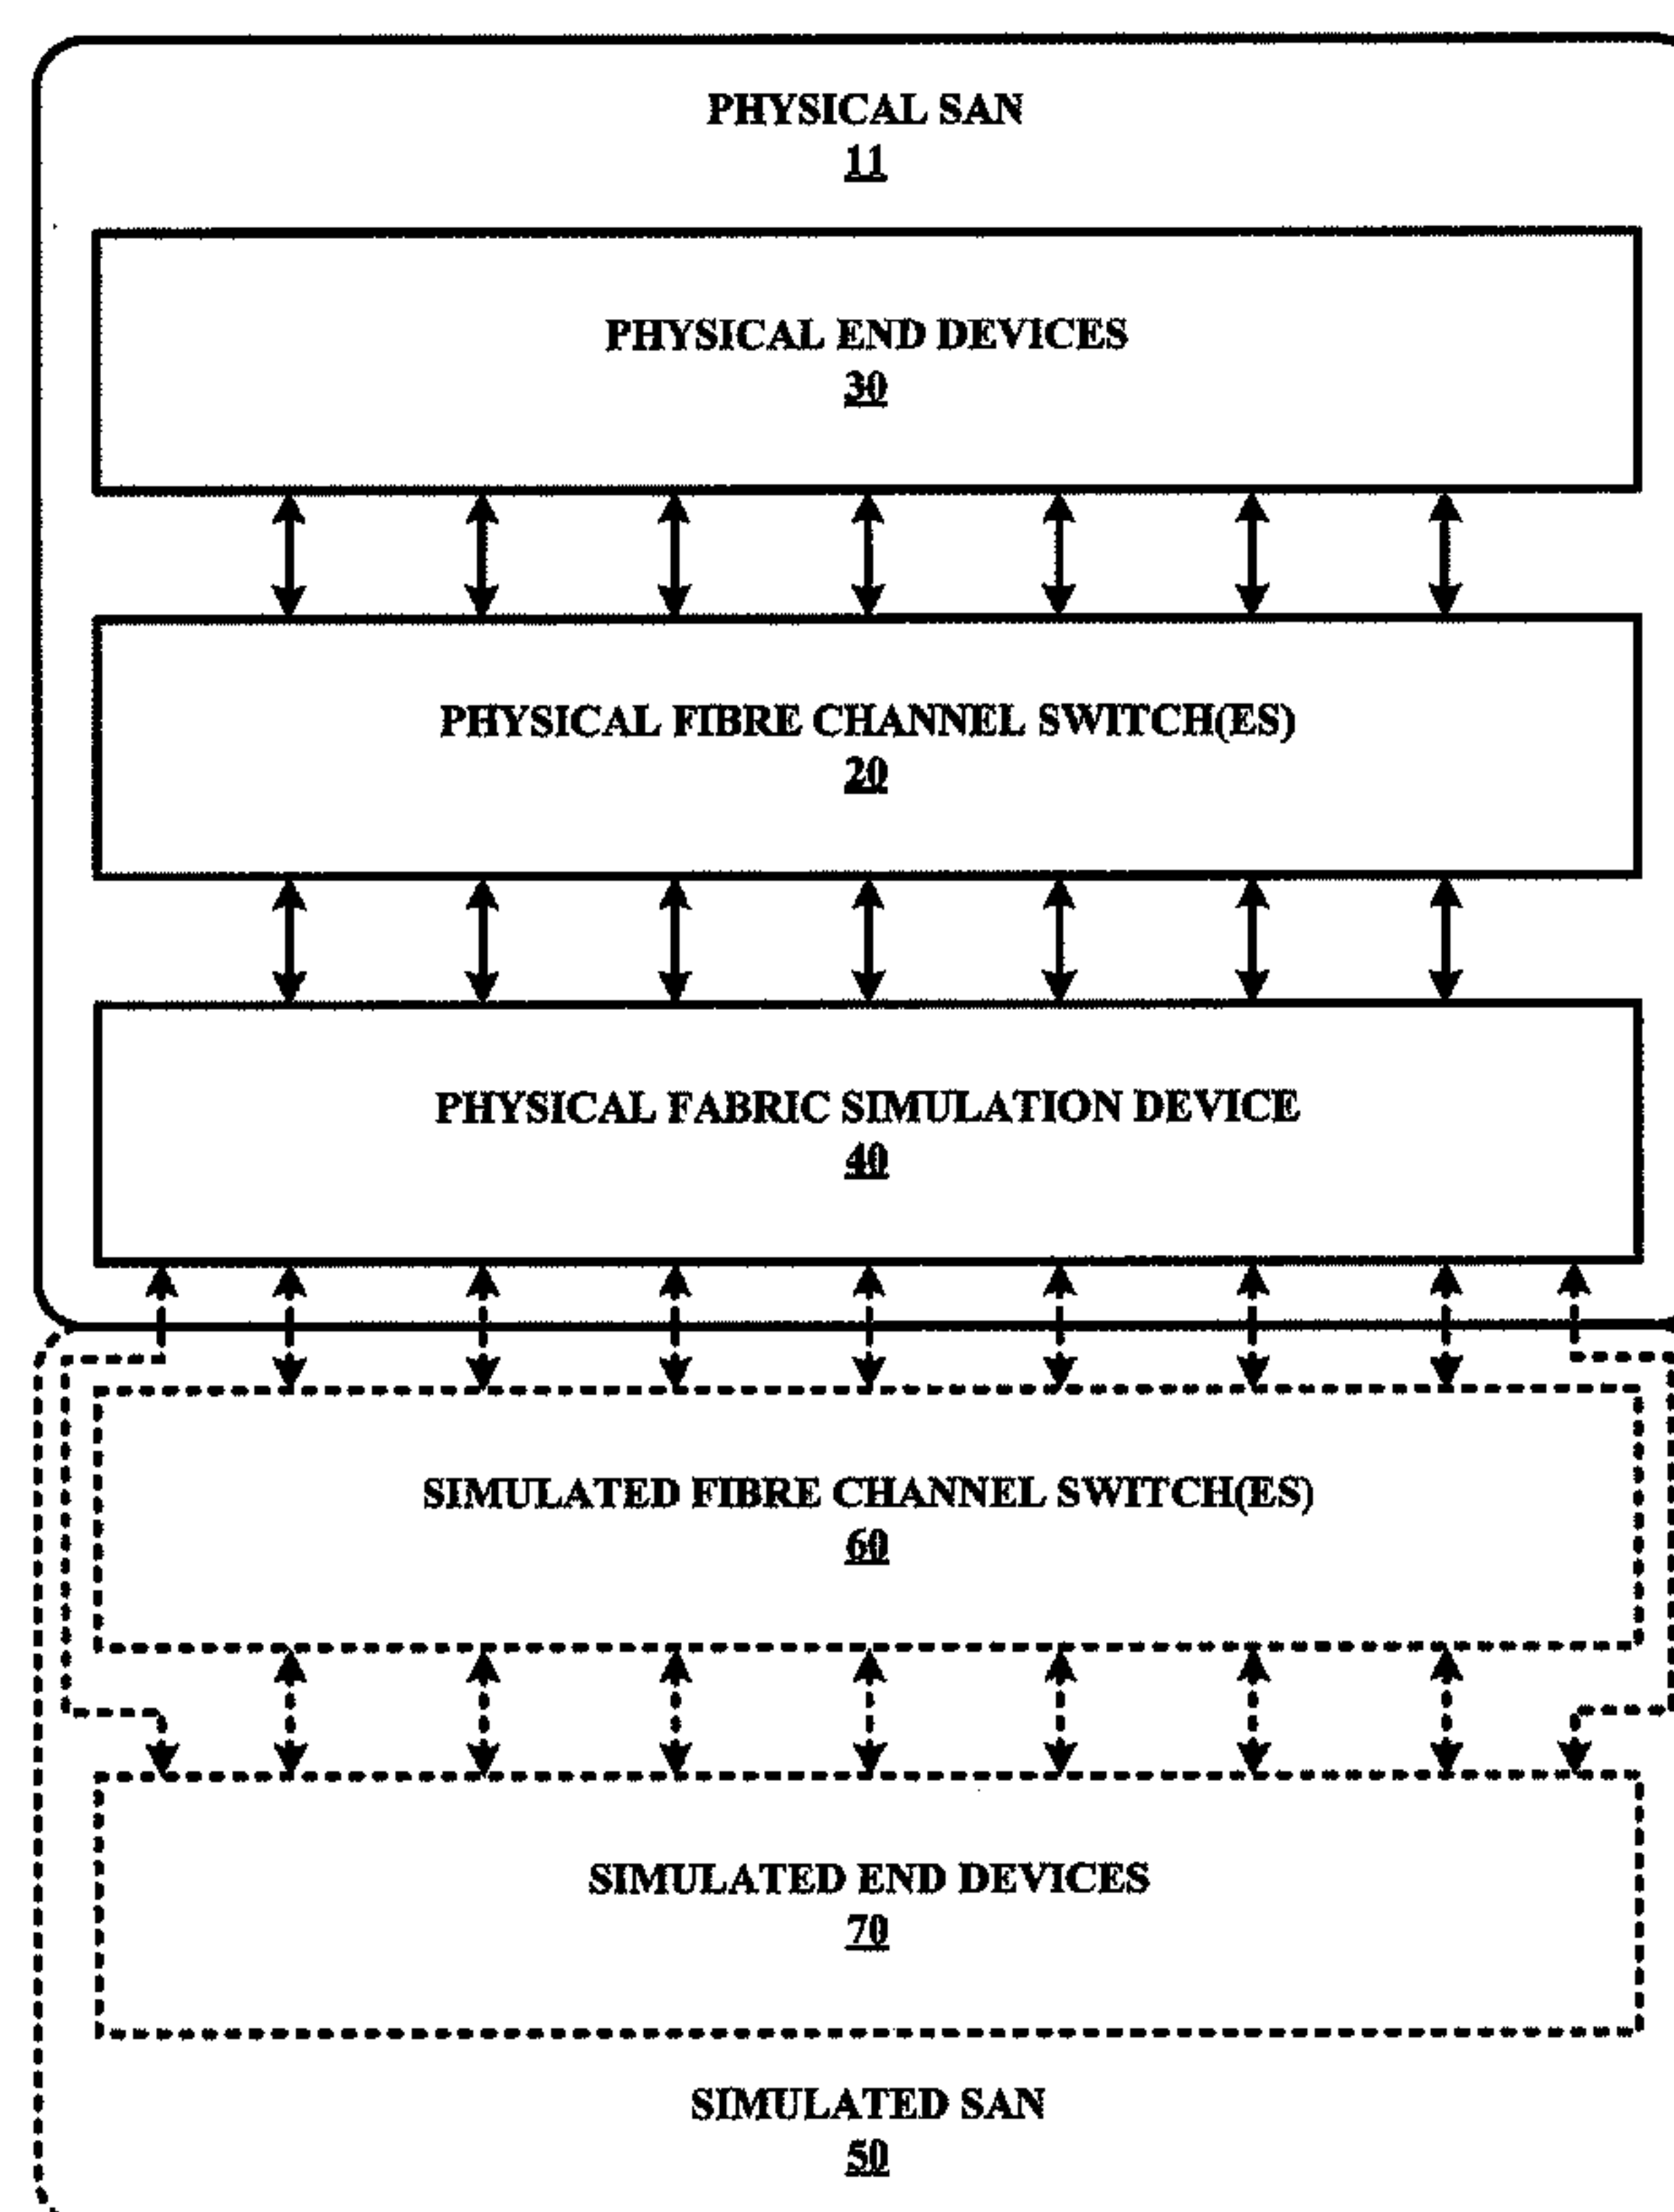 PHYSICAL SAN
11
PHYSICAL END DEVICES
30
PHYSICAL FIBRE CHANNEL SWITCH(ES)
20
PHYSICAL FABRIC SIMULATION DEVICE
40
SIMULATED FIBRE CHANNEL SWITCH(ES)
60
SIMULATED END DEVICES
70
SIMULATED SAN
50